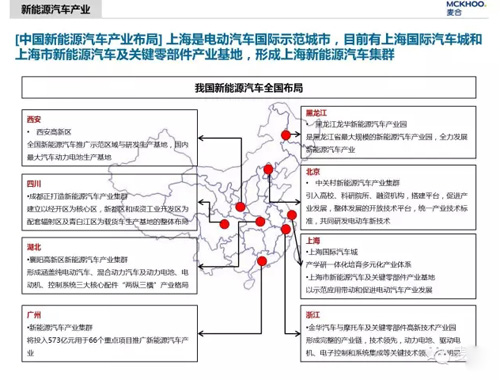 新能源汽车产业
MCKHOO
麦合
[中国新能源汽车产业布局] 上海是电动汽车国际示范城市，目前有上海国际汽车城和
上海市新能源汽车及关键零部件产业基地，形成上海新能源汽车集群
我国新能源汽车全国布局
西安
• 西安高新区
全国新能源汽车推广示范区域与研发生产基地，国内
最大汽车动力电池生产基地
四川
•成都正打造新能源汽车产业集群
建立以经开区为核心区，新都区和成资工业开发区为
配套辐射区及青白江区为载货车生产基地的整体布局
湖北
•襄阳高新区新能源汽车产业集群
形成涵盖纯电动汽车、混合动力汽车及动力电池、电
动机、控制系统三大核心配件“两纵三横”产业格局
广州
•新能源汽车产业集群
将投入573亿元用于66个重点项目推广新能源汽车产
业
黑龙江
•黑龙江龙华新能源汽车产业园
是黑龙江省最大规模的新能源汽车产业园，全力发展
新能源汽车产业
北京
• 中关村新能源汽车产业集群
引入高校、科研院所、融资机构，搭建平台，促进产
业发展，整体发展的开放技术平台，统一产业技术标
准，共同研发电动车新技术
上海
•上海国际汽车城
产学研一体化培育多元化产业体系
•上海市新能源汽车及关键零部件产业基地
以示范应用带动和促进电动汽车产业发展
浙江
•金华汽车与摩托车及关键零部件高新技术产业园
形成完整的产业链，技术领先，动力电池、驱动电
机、电子控制和系统集成等关键技术领